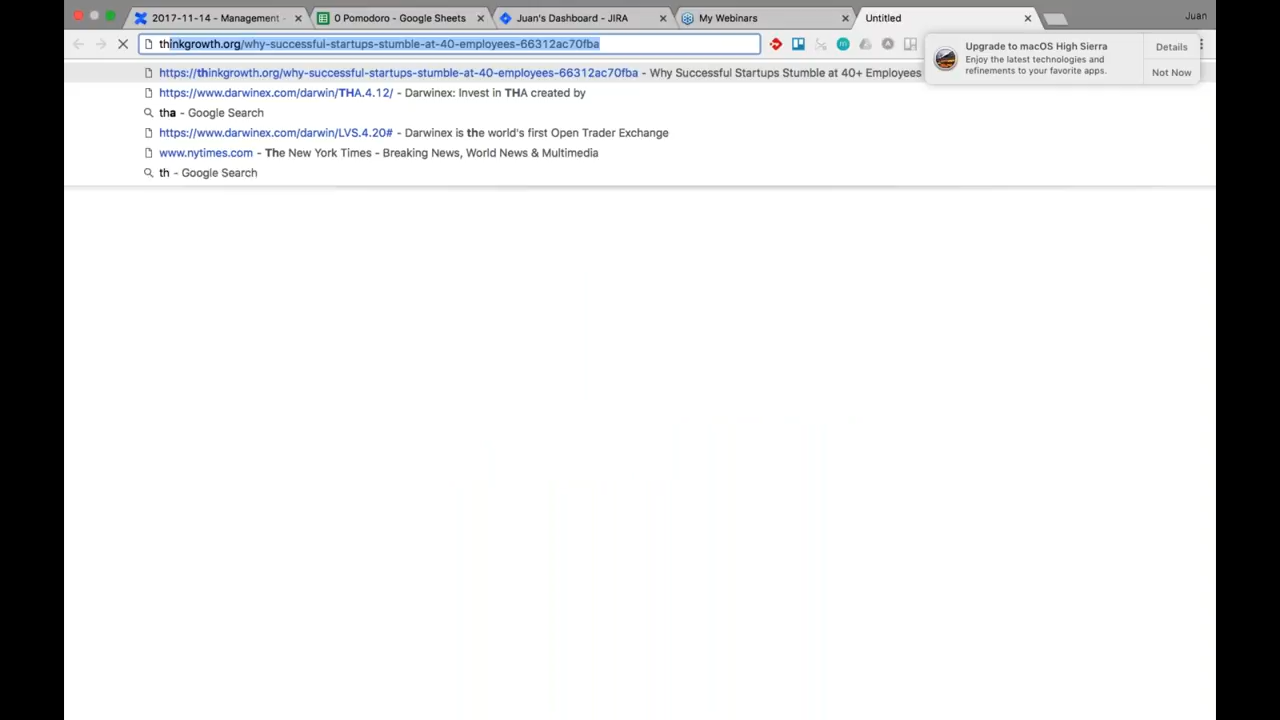 2017-11-14 - Management
0 Pomodoro - Google Sheets
Juan's Dashboard - JIRA
My Webinars
Untitled
Juan
thinkgrowth.org/why-successful-startups-stumble-at-40-employees-66312ac70fba
Upgrade to macOS High Sierra
Enjoy the latest technologies and
refinements to your favorite apps.
Details
Not Now
https://thinkgrowth.org/why-successful-startups-stumble-at-40-employees-66312ac70fba - Why Successful Startups Stumble at 40+ Employees
https://www.darwinex.com/darwin/THA.4.12/ - Darwinex: Invest in THA created by
tha - Google Search
https://www.darwinex.com/darwin/LVS.4.20# - Darwinex is the world's first Open Trader Exchange
www.nytimes.com - The New York Times - Breaking News, World News & Multimedia
th - Google Search